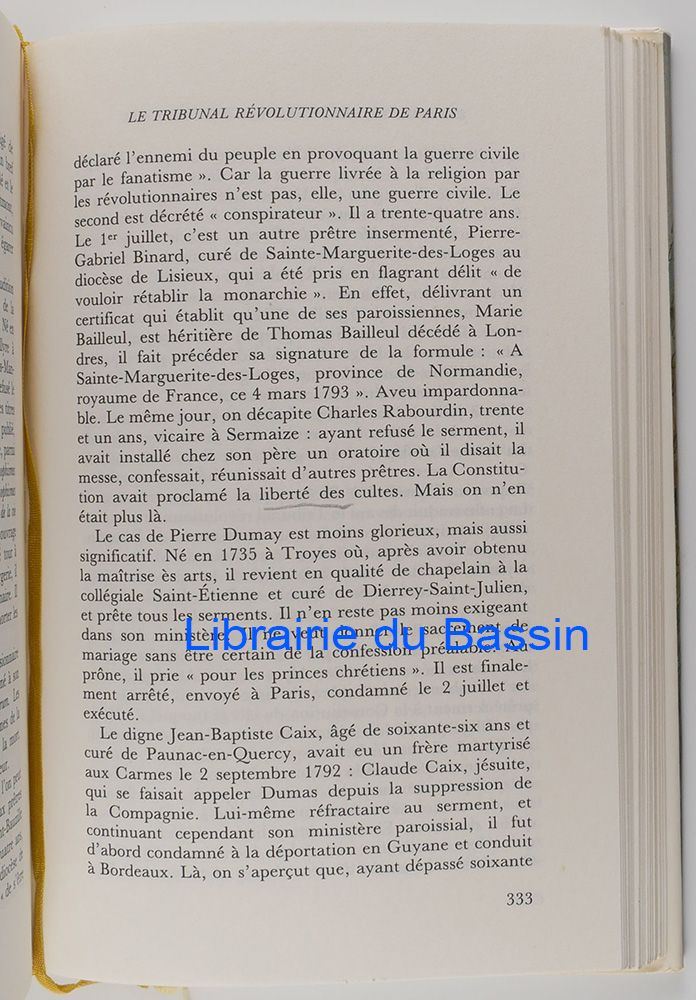 LE TRIBUNAL RÉVOLUTIONNAIRE DE PARIS
déclaré l'ennemi du peuple en provoquant la guerre civile
par le fanatisme ». Car la guerre livrée à la religion par
les révolutionnaires n'est pas, elle, une guerre civile. Le
second est décrété « conspirateur ». Il a trente-quatre ans.
Le 1er juillet, c'est un autre prêtre insermenté, Pierre-
Gabriel Binard, curé de Sainte-Marguerite-des-Loges au
diocèse de Lisieux, qui a été pris en flagrant délit « de
vouloir rétablir la monarchie ». En effet, délivrant un
certificat qui établit qu'une de ses paroissiennes, Marie
Bailleul, est héritière de Thomas Bailleul décédé à Lon-
dres, il fait précéder sa signature de la formule : « A
Sainte-Marguerite-des-Loges, province de Normandie,
royaume de France, ce 4 mars 1793 ». Aveu impardonna-
ble. Le même jour, on décapite Charles Rabourdin, trente
et un ans, vicaire à Sermaize : ayant refusé le serment, il
avait installé chez son père un oratoire où il disait la
messe, confessait, réunissait d'autres prêtres. La Constitu-
tion avait proclamé la liberté des cultes. Mais on n'en
était plus là.
Le cas de Pierre Dumay est moins glorieux, mais aussi
significatif. Né en 1735 à Troyes où, après avoir obtenu
la maîtrise ès arts, il revient en qualité de chapelain à la
collégiale Saint-Étienne et curé de Dierrey-Saint-Julien,
et prête tous les serments. Il n'en reste pas moins exigeant
dans son ministère. Il ne veut donner le sacrement de
mariage sans être certain de la confession préalable. Au
prône, il prie « pour les princes chrétiens ». Il est finale-
ment arrêté, envoyé à Paris, condamné le 2 juillet et
exécuté.
Le digne Jean-Baptiste Caix, âgé de soixante-six ans et
curé de Paunac-en-Quercy, avait eu un frère martyrisé
aux Carmes le 2 septembre 1792 : Claude Caix, jésuite,
qui se faisait appeler Dumas depuis la suppression de
la Compagnie. Lui-même réfractaire au serment, et
continuant cependant son ministère paroissial, il fut
d'abord condamné à la déportation en Guyane et conduit
à Bordeaux. Là, on s'aperçut que, ayant dépassé soixante
333
Librairie du Bassin